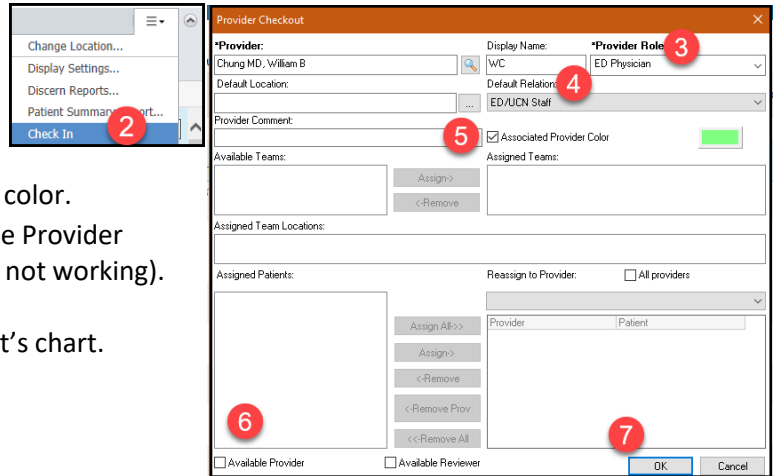 Change Location...
Display Settings...
Discern Reports...
Patient Summary ort...
Check In
2
color.
e Provider
not working).
t's chart.
Provider Checkout
*Provider: Display Name: *Provider Role 3
Chung MD, William B WC ED Physician
Default Location: Default Relation: 4
... ED/UCN Staff
Provider Comment:
5 Associated Provider Color
Available Teams: Assigned Teams:
Assign->
<-Remove
Assigned Team Locations:
Assigned Patients: Reassign to Provider: All providers
Assign All->> Provider Patient
Assign->
<-Remove
<-Remove Prov
<<-Remove All
6 7
Available Provider Available Reviewer OK Cancel